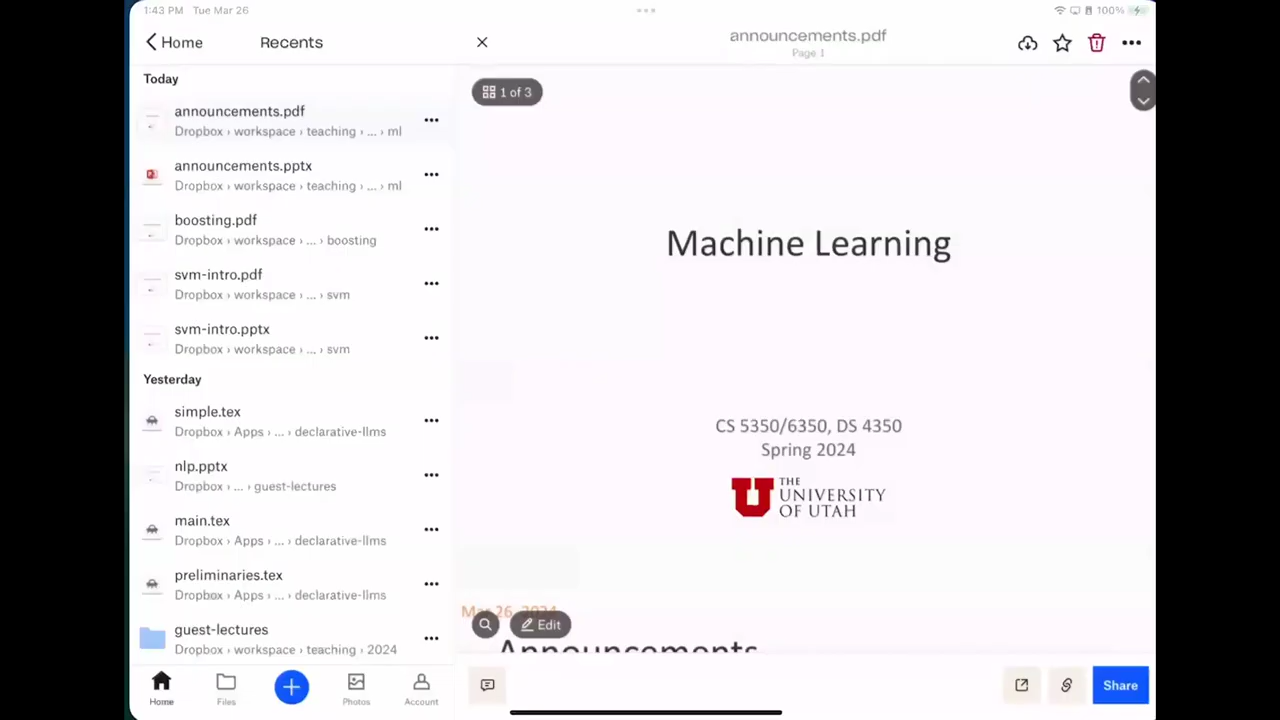 1:43 PM Tue Mar 26
100%
Home
Recents
announcements.pdf
Page 1
Today
announcements.pdf
Dropbox › workspace › teaching › ... › ml
announcements.pptx
Dropbox › workspace › teaching › ... › ml
boosting.pdf
Dropbox › workspace › ... › boosting
svm-intro.pdf
Dropbox › workspace › ... › svm
svm-intro.pptx
Dropbox › workspace › ... › svm
Yesterday
simple.tex
Dropbox › Apps › ... › declarative-llms
nlp.pptx
Dropbox › ... › guest-lectures
main.tex
Dropbox › Apps › ... › declarative-llms
preliminaries.tex
Dropbox › Apps › ... › declarative-llms
guest-lectures
Dropbox › workspace › teaching › 2024
Home
Files
Photos
Account
1 of 3
Machine Learning
CS 5350/6350, DS 4350
Spring 2024
THE
UNIVERSITY
OF UTAH
Mar 26, 2024
Edit
Announcements
Share